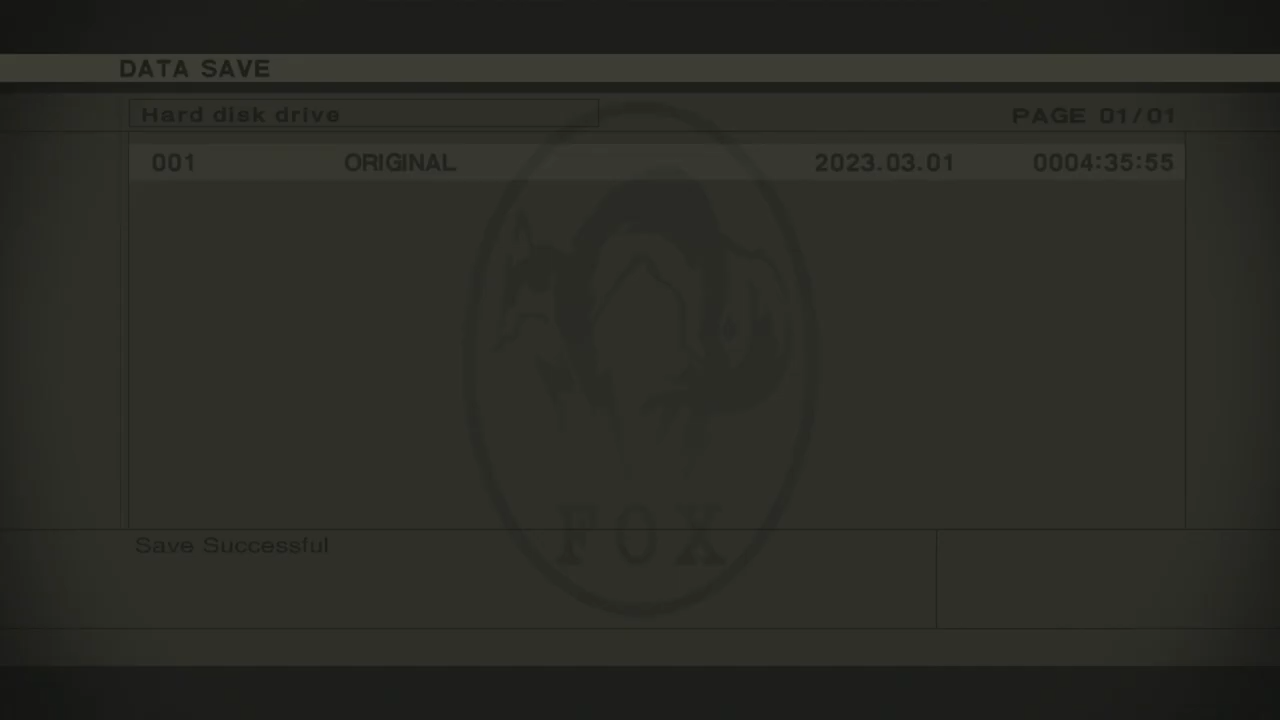 DATA SAVE
Hard disk drive PAGE 01/01
001 ORIGINAL 2023.03.01 0004:35:55
FOX
Save Successful